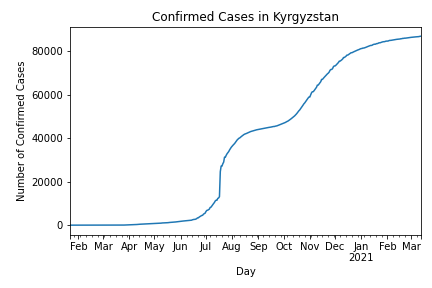 Confirmed Cases in Kyrgyzstan
Number of Confirmed Cases
80000
60000
40000
20000
0
Feb Mar Apr May Jun Jul Aug Sep Oct Nov Dec Jan Feb Mar
2021
Day